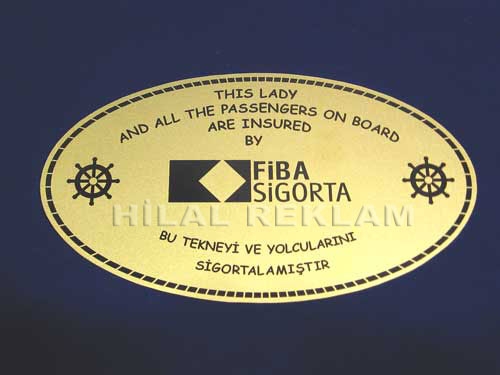 THIS LADY
AND ALL THE PASSENGERS ON BOARD
ARE INSURED
BY
FiBA
SiGORTA
HİLAL REKLAM
BU TEKNEYİ VE YOLCULARINI
SİGORTALAMIŞTIR